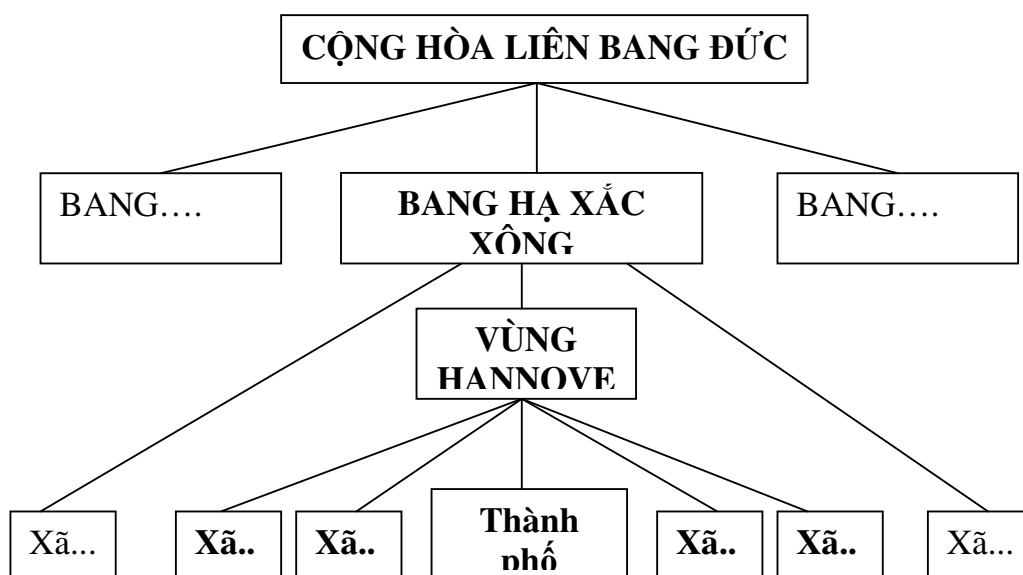 CỘNG HÒA LIÊN BANG ĐỨC
BANG….
BANG HẠ XẮC
XÔNG
BANG….
VÙNG
HANNOVE
Xã...
Xã..
Xã..
Thành
phố
Xã..
Xã..
Xã...